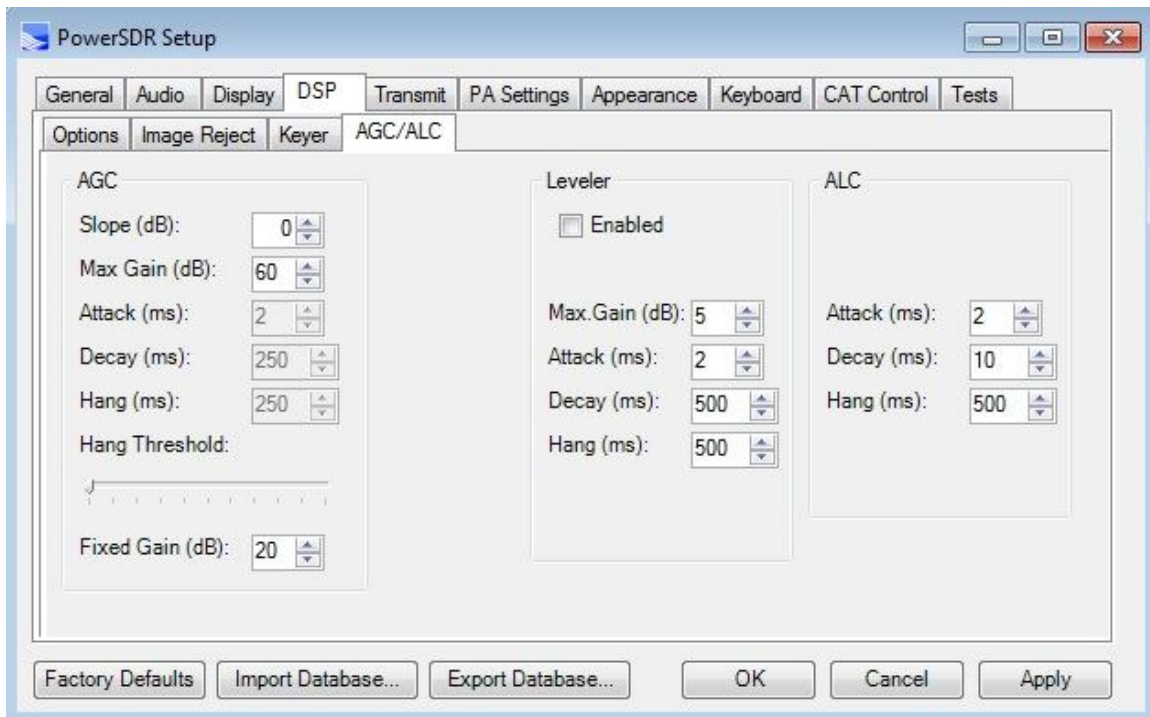 PowerSDR Setup
General Audio Display DSP Transmit PA Settings Appearance Keyboard CAT Control Tests
Options Image Reject Keyer AGC/ALC
AGC
Slope (dB): 0
Max Gain (dB): 60
Attack (ms): 2
Decay (ms): 250
Hang (ms): 250
Hang Threshold:
Fixed Gain (dB): 20
Leveler
Enabled
Max.Gain (dB): 5
Attack (ms): 2
Decay (ms): 500
Hang (ms): 500
ALC
Attack (ms): 2
Decay (ms): 10
Hang (ms): 500
Factory Defaults Import Database... Export Database... OK Cancel Apply